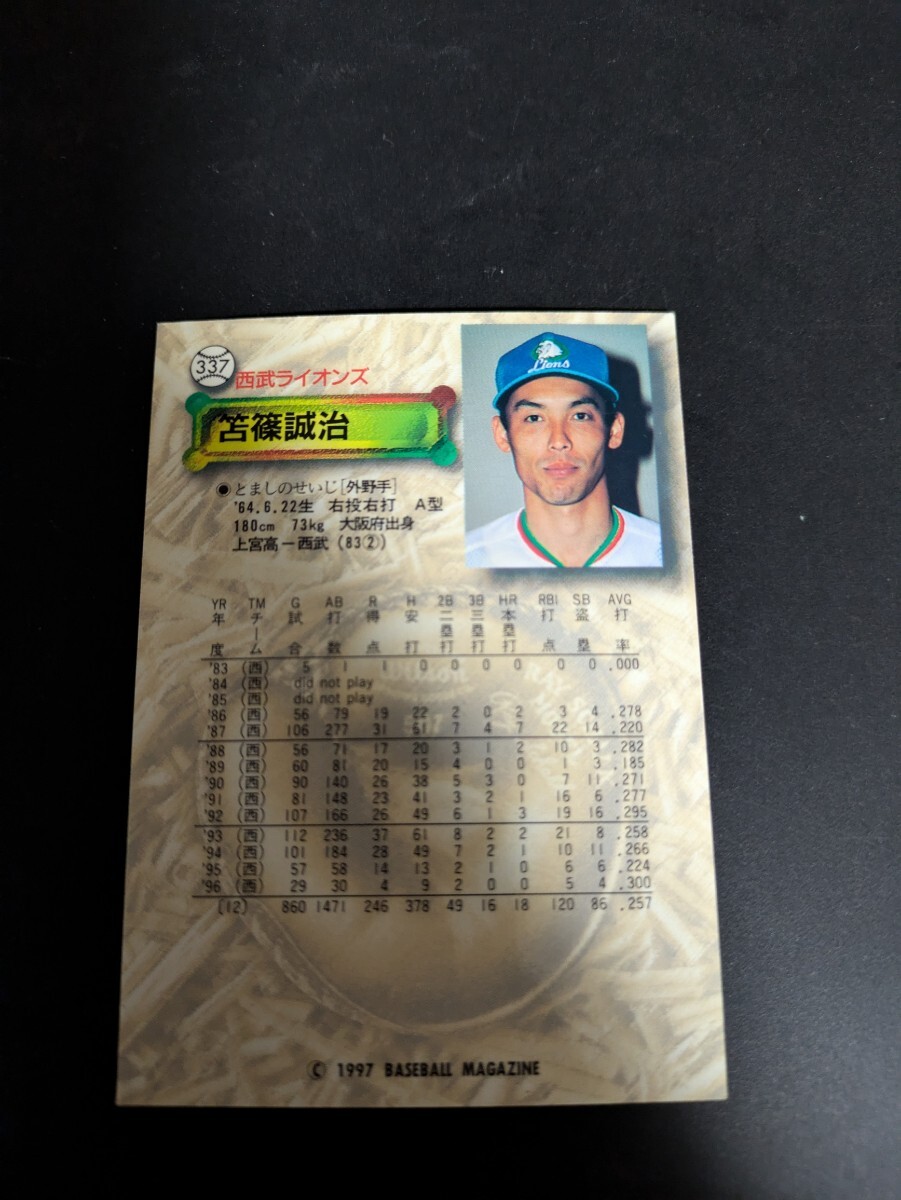 337
西武ライオンズ
笘篠誠治
Lions
●とましのせいじ[外野手]
'64.6.22生 右投右打 A型
180cm 73kg 大阪府出身
上宮高－西武（83②）
YR TM G AB R H 2B 3B HR RBI SB AVG
年度 チーム 試合 打数 得点 安打 二塁打 三塁打 本塁打 打点 盗塁 打率
'83 (西) 5 1 1 0 0 0 0 0 0 .000
'84 (西) did not play
'85 (西) did not play
'86 (西) 56 79 19 22 2 0 2 3 4 .278
'87 (西) 106 277 31 61 7 4 7 22 14 .220
'88 (西) 56 71 17 20 3 1 2 10 3 .282
'89 (西) 60 81 20 15 4 0 0 1 3 .185
'90 (西) 90 140 26 38 5 3 0 7 11 .271
'91 (西) 81 148 23 41 3 2 1 16 6 .277
'92 (西) 107 166 26 49 6 1 3 19 16 .295
'93 (西) 112 236 37 61 8 2 2 21 8 .258
'94 (西) 101 184 28 49 7 2 1 10 11 .266
'95 (西) 57 58 14 13 2 1 0 6 6 .224
'96 (西) 29 30 4 9 2 0 0 5 4 .300
(12) 860 1471 246 378 49 16 18 120 86 .257
© 1997 BASEBALL MAGAZINE